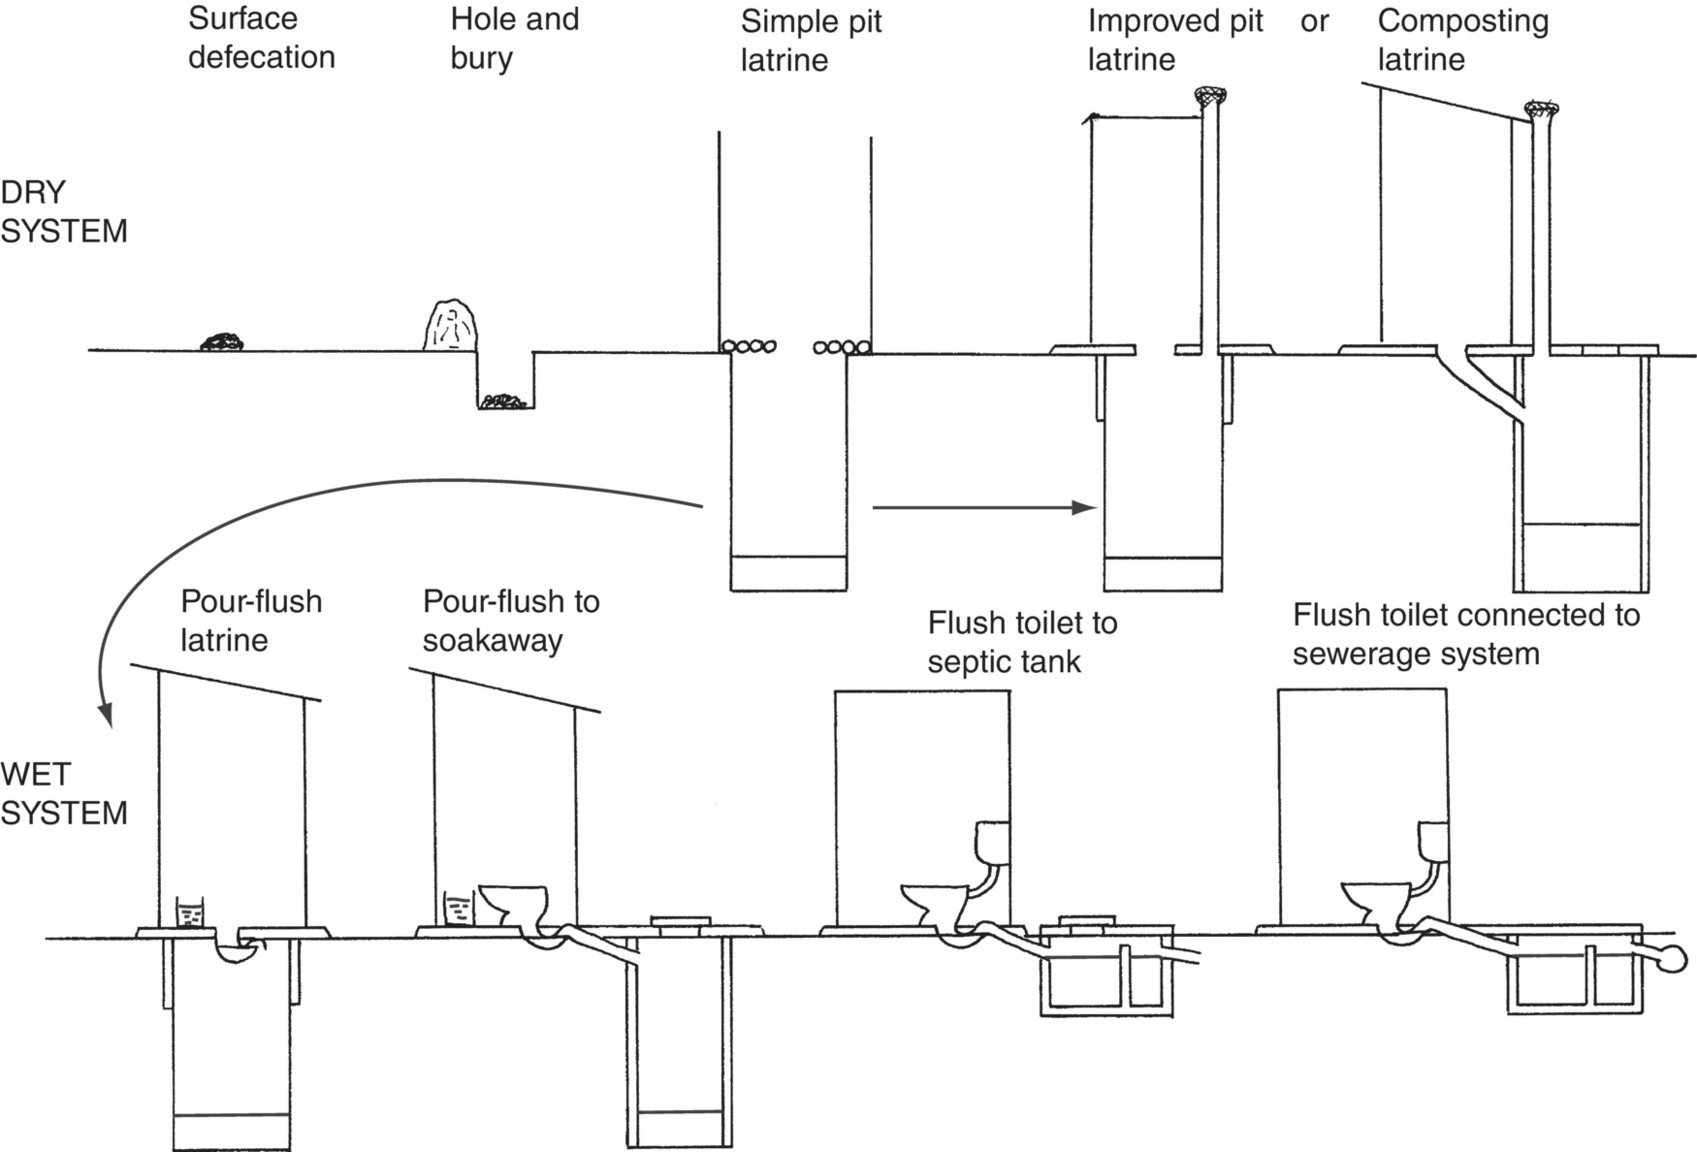 Surface
defecation
Hole and
bury
Simple pit
latrine
Improved pit or
latrine
Composting
latrine
DRY
SYSTEM
Pour-flush
latrine
Pour-flush to
soakaway
Flush toilet to
septic tank
Flush toilet connected to
sewerage system
WET
SYSTEM